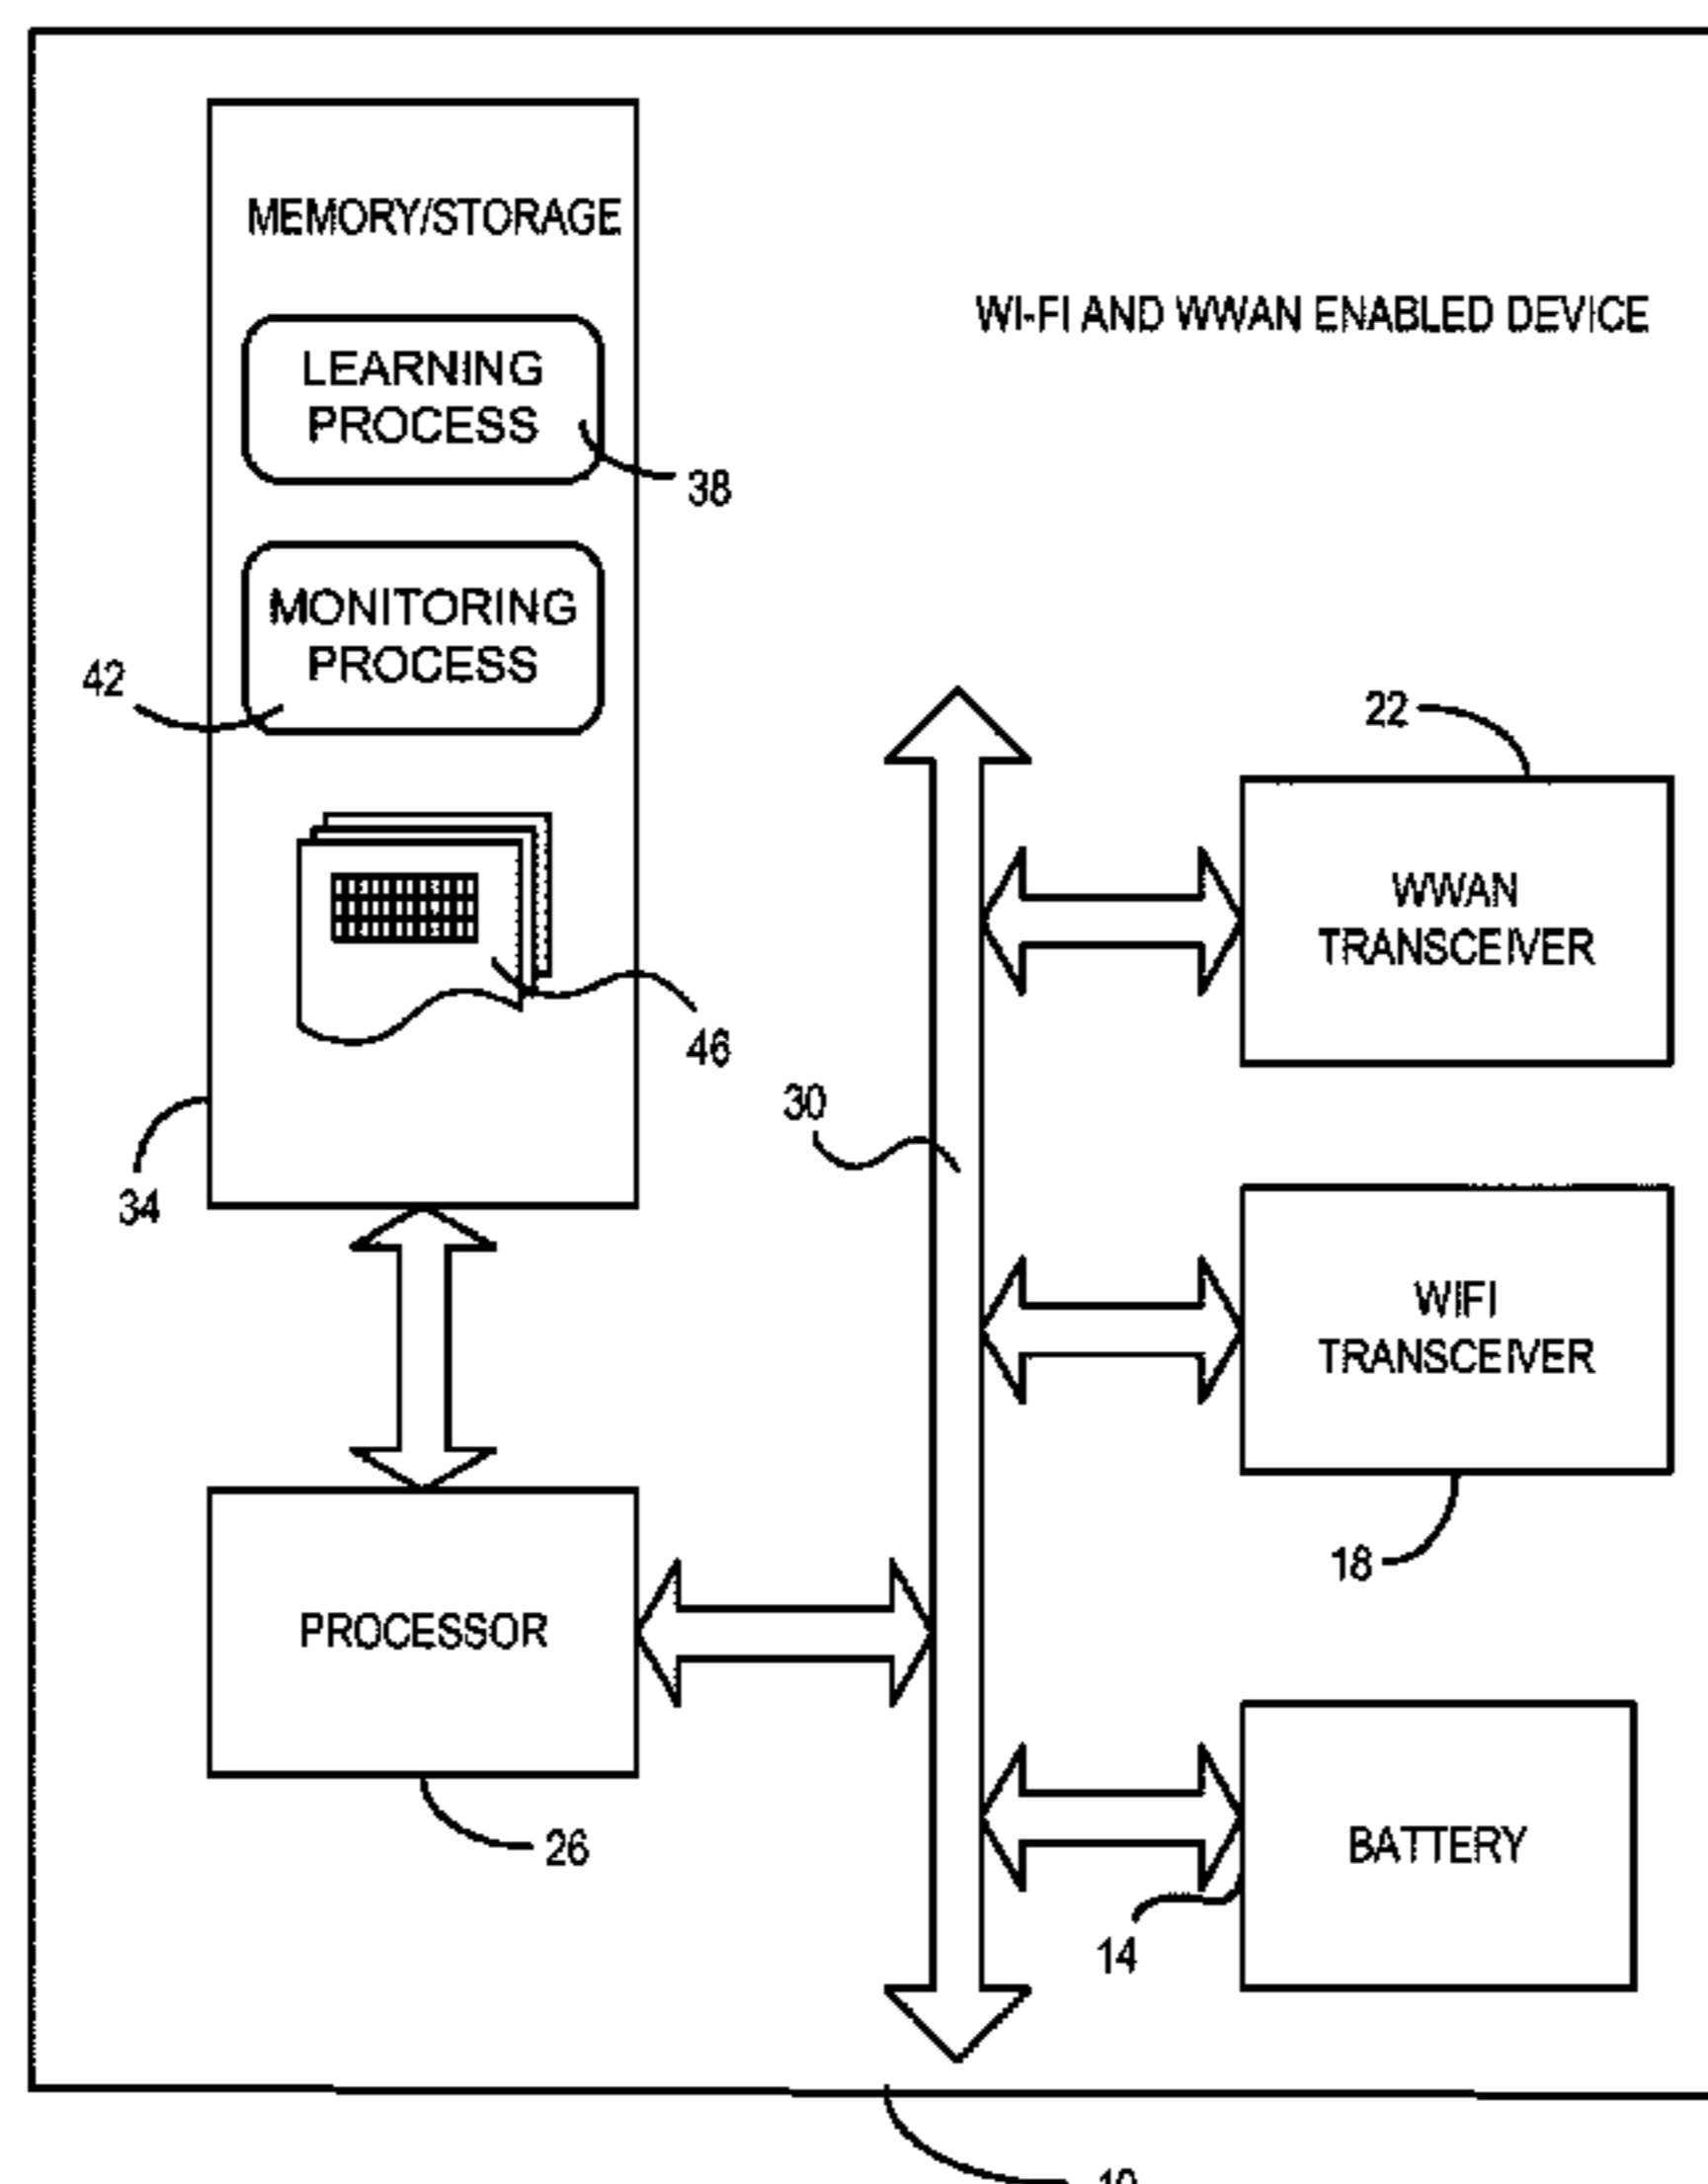 MEMORY/STORAGE
WI-FI AND WWAN ENABLED DEVICE
LEARNING
PROCESS
38
MONITORING
PROCESS
42
22
WWAN
TRANSCEIVER
46
30
34
WIFI
TRANSCEIVER
18
PROCESSOR
26
BATTERY
14
10